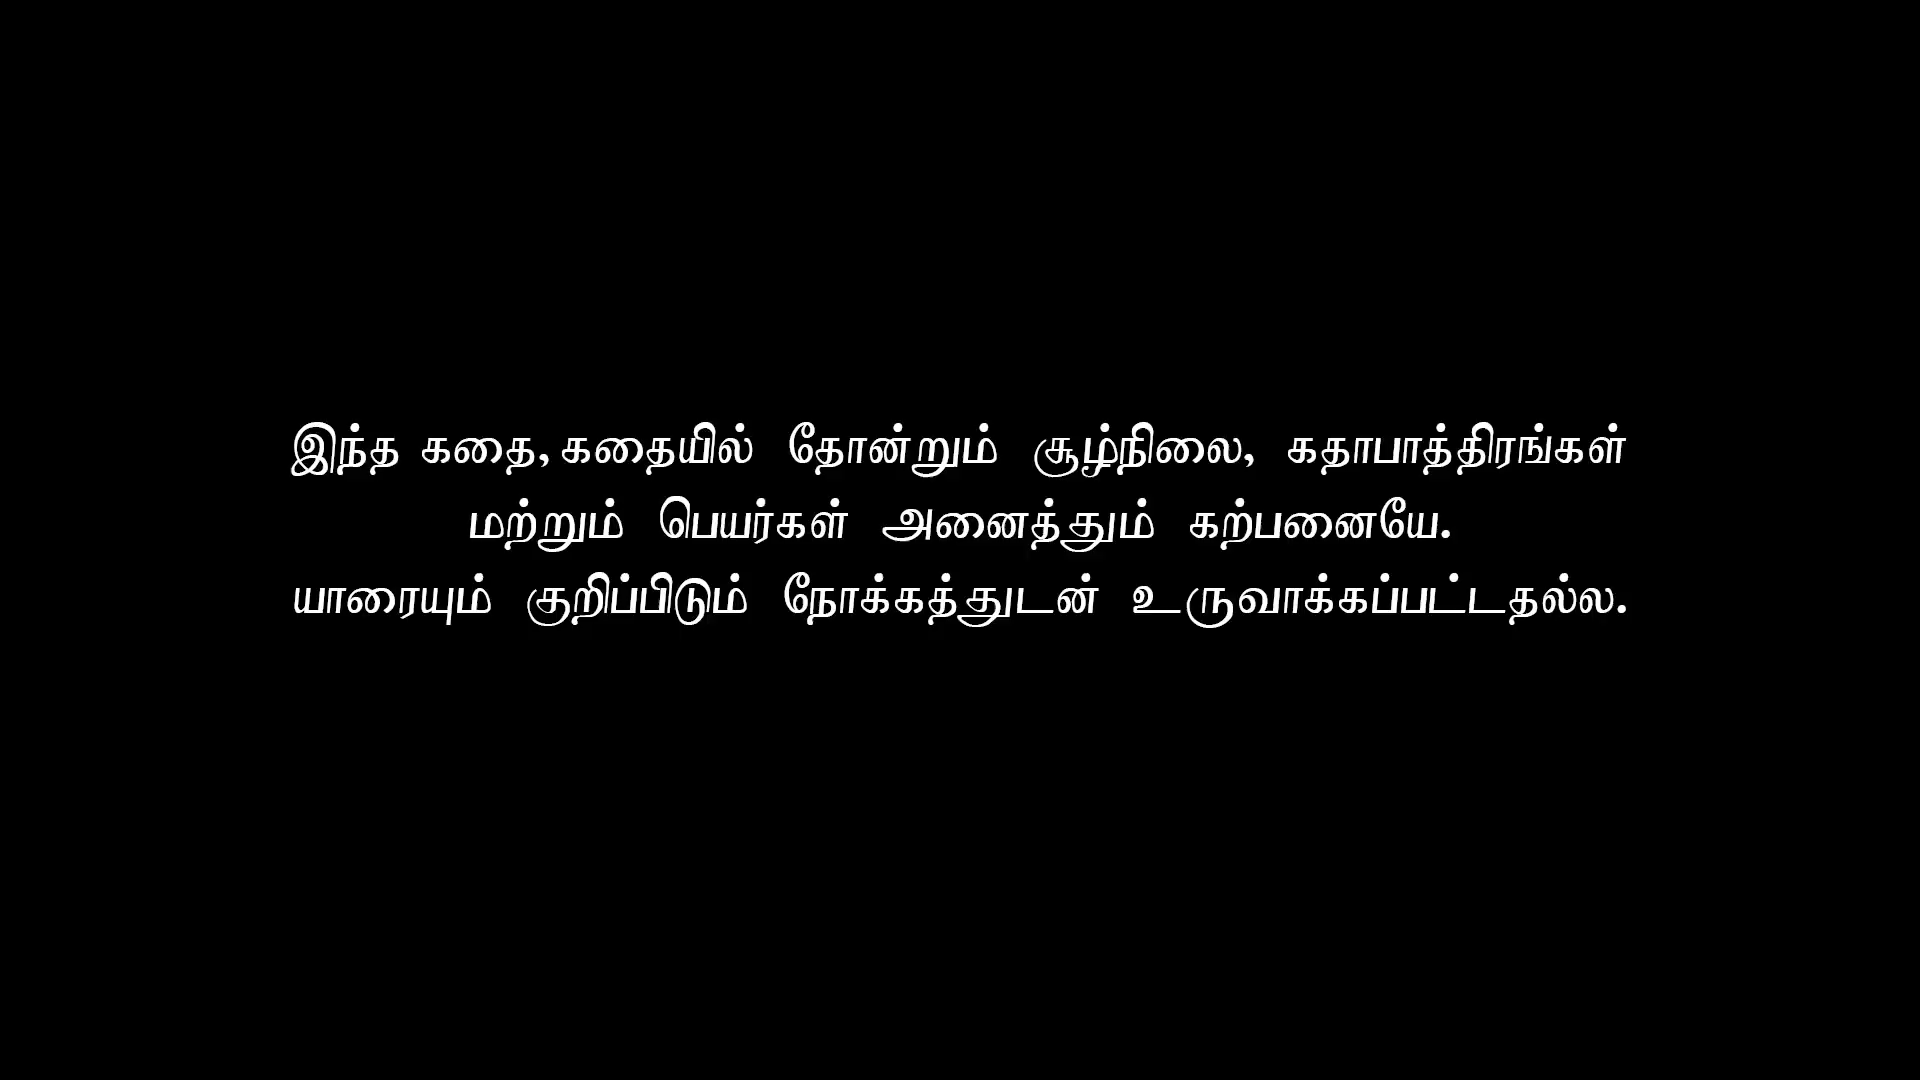 இந்த கதை,கதையில் தோன்றும் சூழ்நிலை, கதாபாத்திரங்கள்
மற்றும் பெயர்கள் அனைத்தும் கற்பனையே.
யாரையும் குறிப்பிடும் நோக்கத்துடன் உருவாக்கப்பட்டதல்ல.